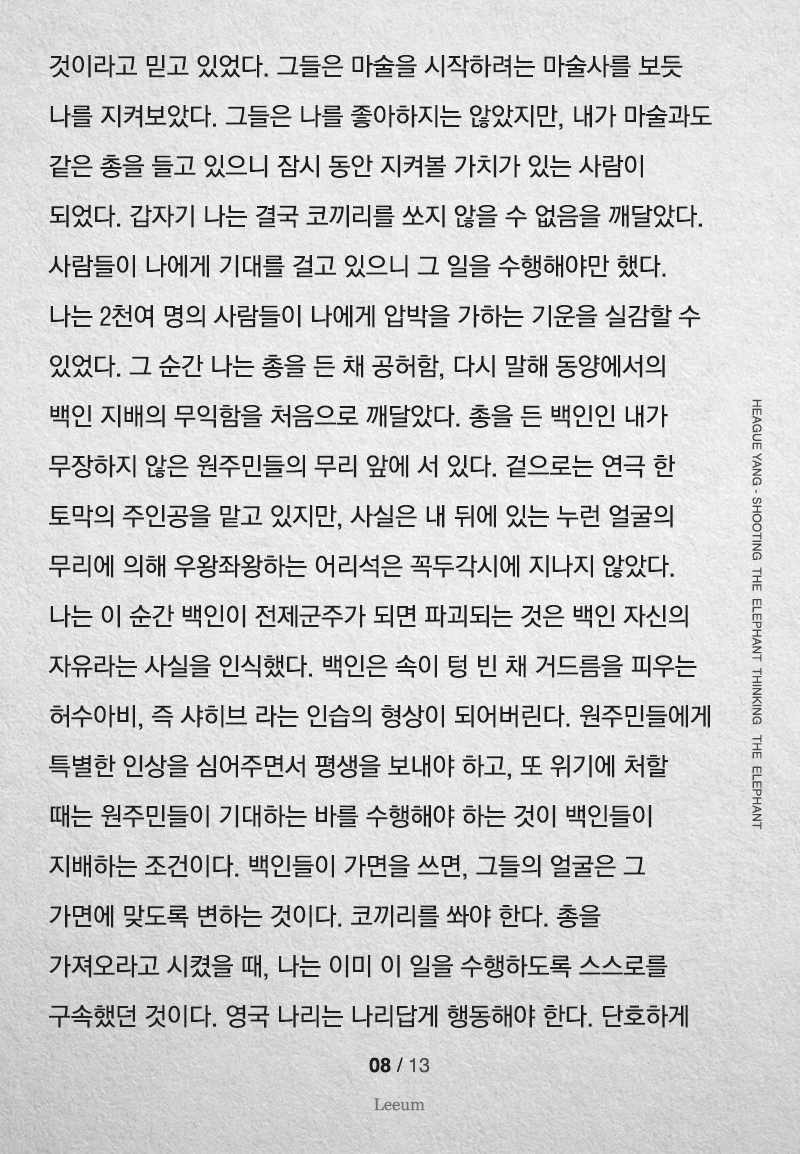 것이라고 믿고 있었다. 그들은 마술을 시작하려는 마술사를 보듯
나를 지켜보았다. 그들은 나를 좋아하지는 않았지만, 내가 마술과도
같은 총을 들고 있으니 잠시 동안 지켜볼 가치가 있는 사람이
되었다. 갑자기 나는 결국 코끼리를 쏘지 않을 수 없음을 깨달았다.
사람들이 나에게 기대를 걸고 있으니 그 일을 수행해야만 했다.
나는 2천여 명의 사람들이 나에게 압박을 가하는 기운을 실감할 수
있었다. 그 순간 나는 총을 든 채 공허함, 다시 말해 동양에서의
백인 지배의 무익함을 처음으로 깨달았다. 총을 든 백인인 내가
무장하지 않은 원주민들의 무리 앞에 서 있다. 겉으로는 연극 한
토막의 주인공을 맡고 있지만, 사실은 내 뒤에 있는 누런 얼굴의
무리에 의해 우왕좌왕하는 어리석은 꼭두각시에 지나지 않았다.
나는 이 순간 백인이 전제군주가 되면 파괴되는 것은 백인 자신의
자유라는 사실을 인식했다. 백인은 속이 텅 빈 채 거드름을 피우는
허수아비, 즉 샤히브 라는 인습의 형상이 되어버린다. 원주민들에게
특별한 인상을 심어주면서 평생을 보내야 하고, 또 위기에 처할
때는 원주민들이 기대하는 바를 수행해야 하는 것이 백인들이
지배하는 조건이다. 백인들이 가면을 쓰면, 그들의 얼굴은 그
가면에 맞도록 변하는 것이다. 코끼리를 쏴야 한다. 총을
가져오라고 시켰을 때, 나는 이미 이 일을 수행하도록 스스로를
구속했던 것이다. 영국 나리는 나리답게 행동해야 한다. 단호하게
HEAGUE YANG - SHOOTING THE ELEPHANT THINKING THE ELEPHANT
08 / 13
Leeum